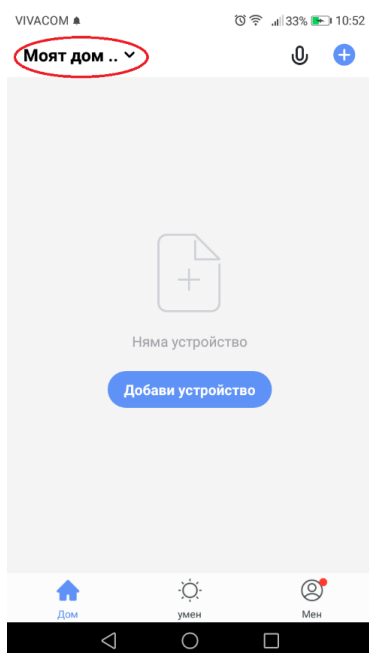 VIVACOM 33% 10:52
Моят дом ..
Няма устройство
Добави устройство
Дом умен Мен